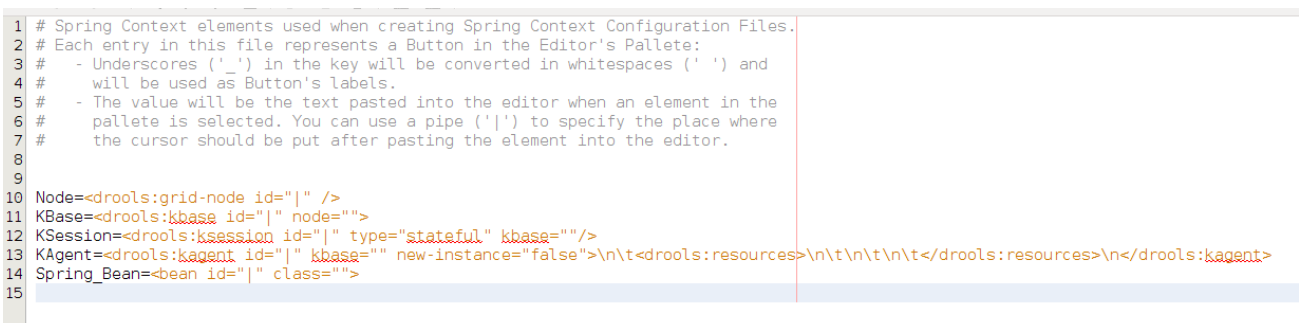 1 # Spring Context elements used when creating Spring Context Configuration Files.
2 # Each entry in this file represents a Button in the Editor's Pallete:
3 #   - Underscores ('_') in the key will be converted in whitespaces (' ') and
4 #     will be used as Button's labels.
5 #   - The value will be the text pasted into the editor when an element in the
6 #     pallete is selected. You can use a pipe ('|') to specify the place where
7 #     the cursor should be put after pasting the element into the editor.
8
9
10 Node=<drools:grid-node id="|" />
11 KBase=<drools:kbase id="|" node="">
12 KSession=<drools:ksession id="|" type="stateful" kbase=""/>
13 KAgent=<drools:kagent id="|" kbase="" new-instance="false">\n\t<drools:resources>\n\t\n\t\n\t</drools:resources>\n</drools:kagent>
14 Spring_Bean=<bean id="|" class="">
15